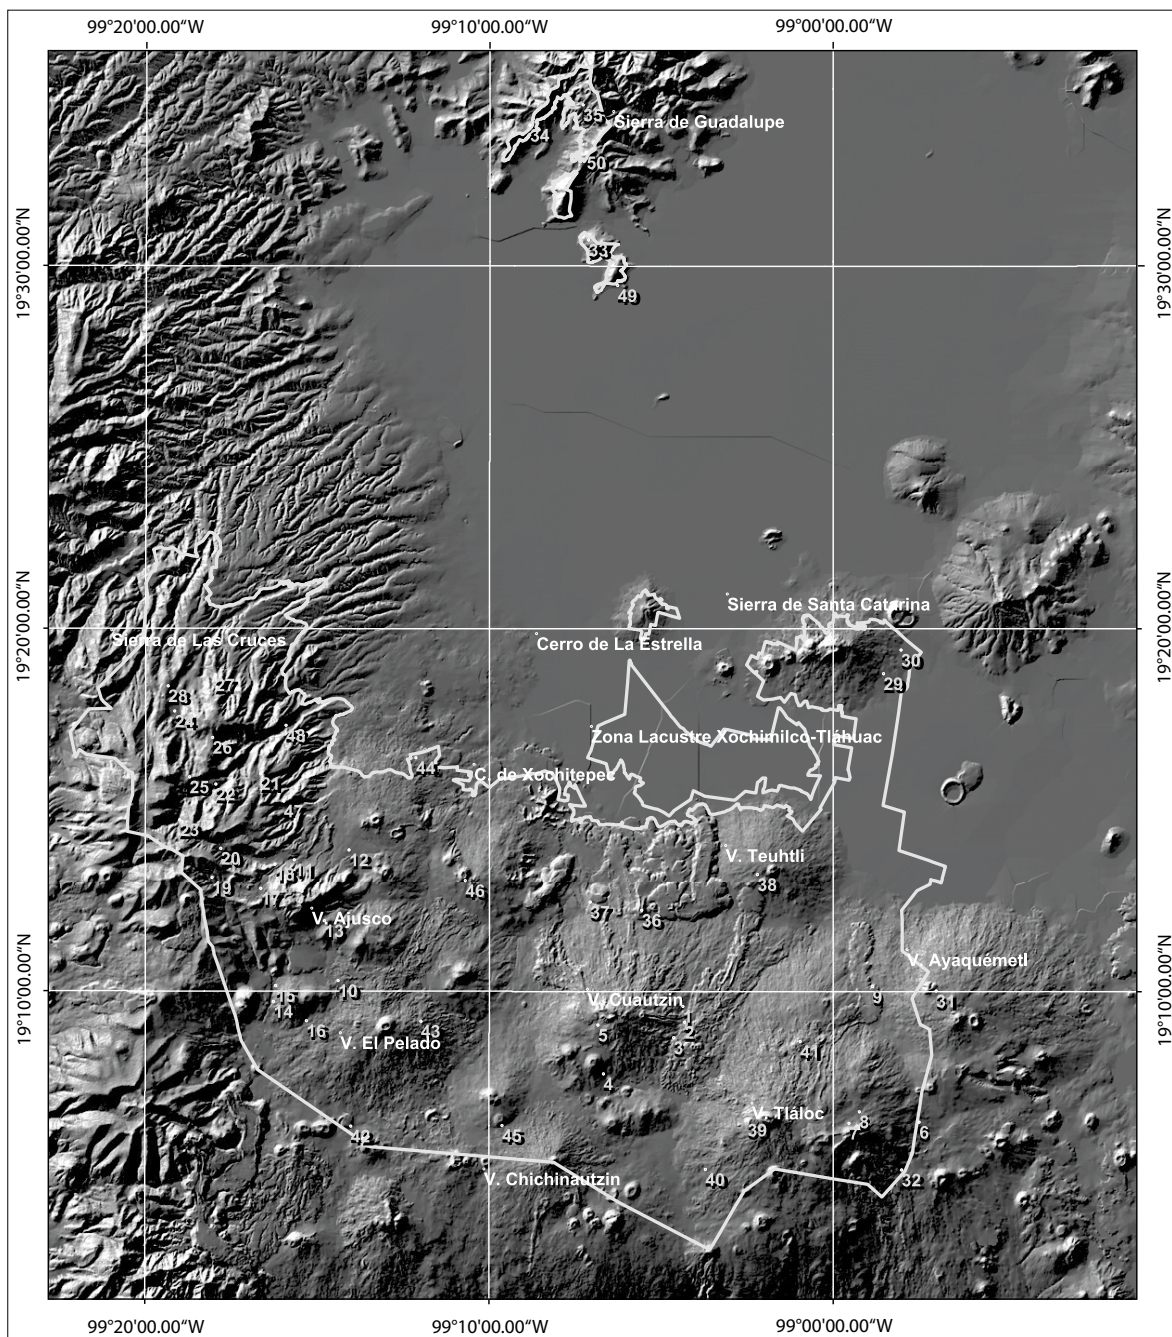 99°20'00.00"W
99°10'00.00"W
99°00'00.00"W
35
Sierra de Guadalupe
34
50
33
49
19°30'00.00"N
19°30'00.00"N
Sierra de Santa Catarina
Sierra de Las Cruces
Cerro de La Estrella
19°20'00.00"N
19°20'00.00"N
30
29
27
28
24
Zona Lacustre Xochimilco-Tláhuac
48
26
44
C. de Xochitepec
25
21
22
47
23
20
12
11
V. Teuhtli
18
19
46
38
17
37
36
V. Ajusco
13
V. Ayaquémetl
10
9
V. Cuautzin
31
15
14
1
16
43
5
2
V. El Pelado
3
41
19°10'00.00"N
19°10'00.00"N
4
V. Tláloc
8
42
45
39
7
6
V. Chichinautzin
40
32
99°20'00.00"W
99°10'00.00"W
99°00'00.00"W